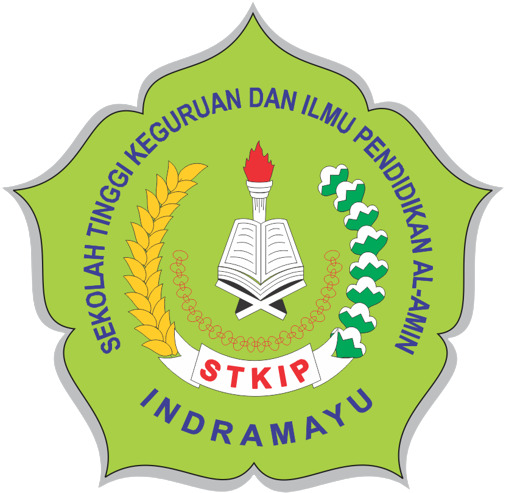 SEKOLAH TINGGI KEGURUAN DAN ILMU PENDIDIKAN AL-AMIN
STKIP
INDRAMAYU